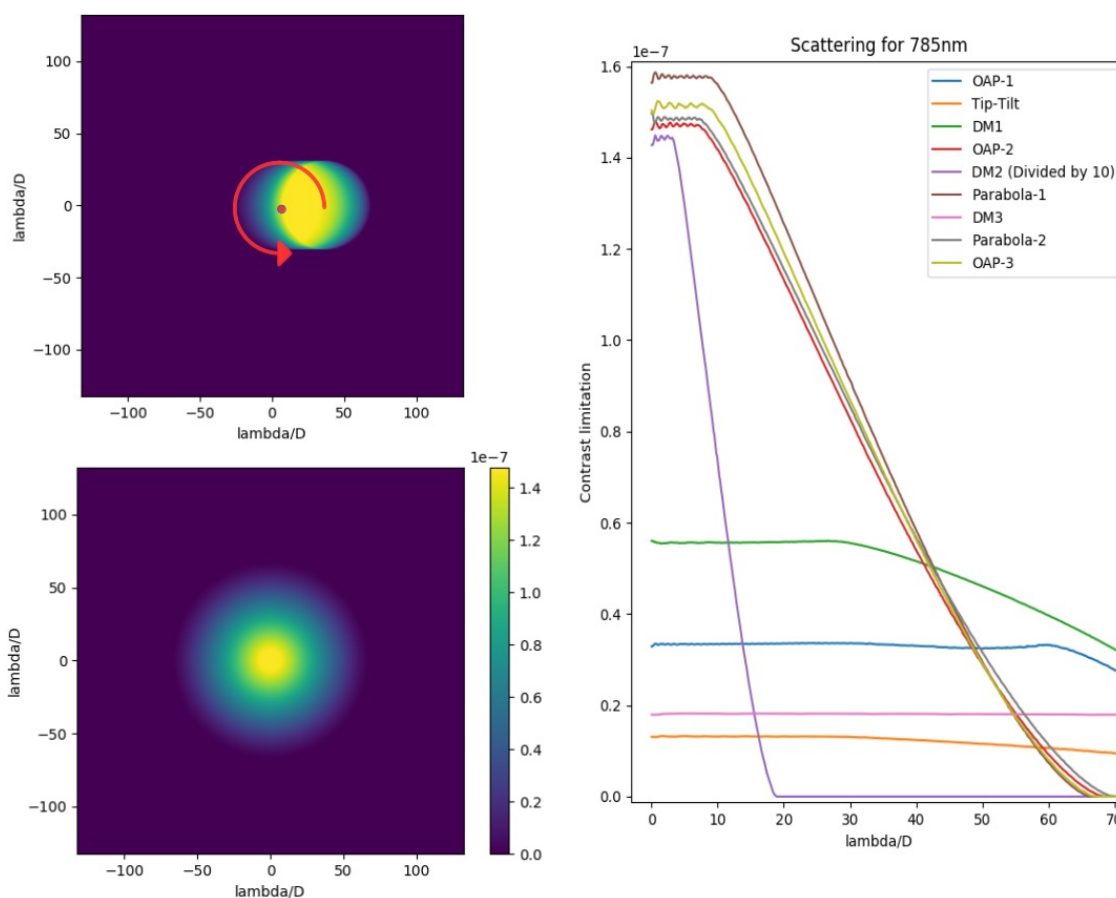 100
50
0
−50
−100
lambda/D
−100
−50
0
50
100
lambda/D
1e−7
100
50
0
−50
−100
lambda/D
−100
−50
0
50
100
lambda/D
1.4
1.2
1.0
0.8
0.6
0.4
0.2
0.0
Scattering for 785nm
1e−7
1.6
1.4
1.2
1.0
0.8
0.6
0.4
0.2
0.0
Contrast limitation
OAP-1
Tip-Tilt
DM1
OAP-2
DM2 (Divided by 10)
Parabola-1
DM3
Parabola-2
OAP-3
0
10
20
30
40
50
60
70
lambda/D